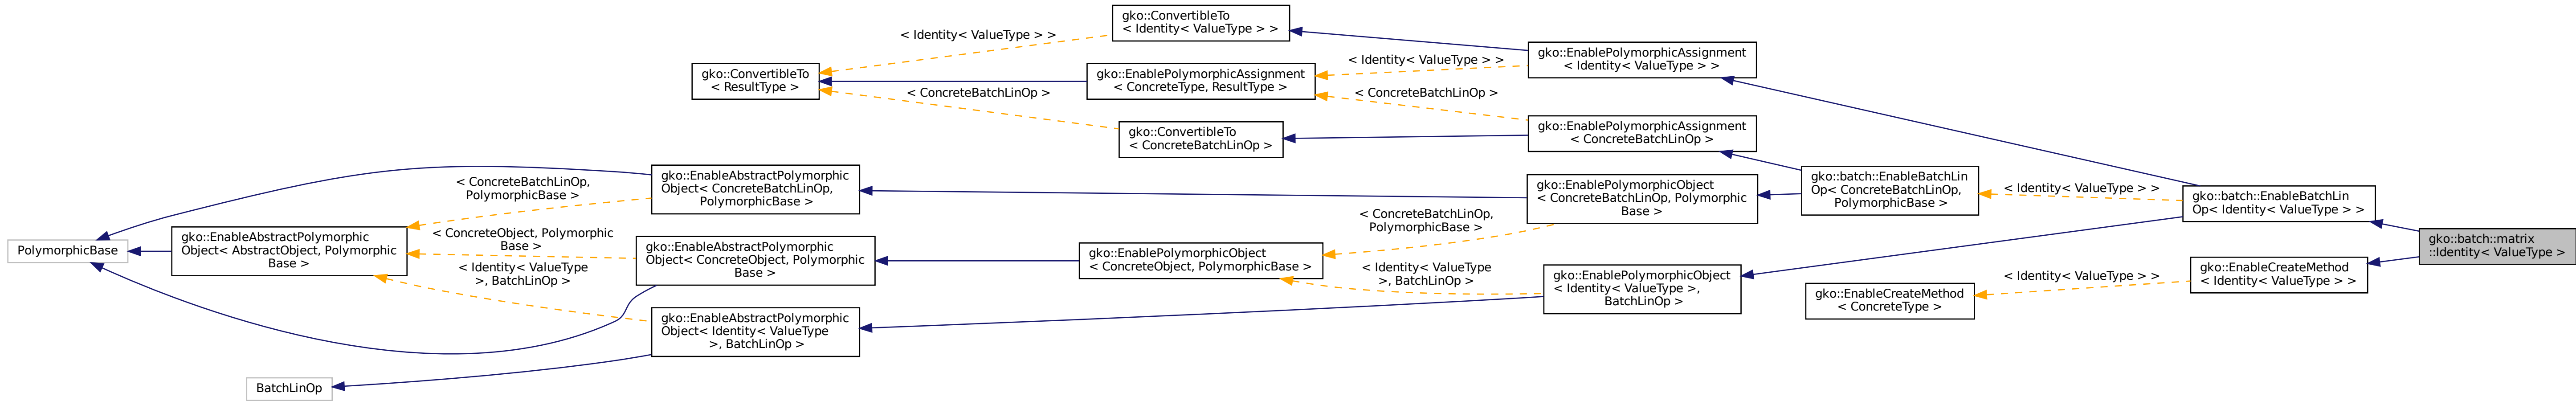 gko::ConvertibleTo
< Identity< ValueType > >
< Identity< ValueType > >
gko::EnablePolymorphicAssignment
< Identity< ValueType > >
< Identity< ValueType > >
gko::ConvertibleTo
< ResultType >
gko::EnablePolymorphicAssignment
< ConcreteType, ResultType >
< ConcreteBatchLinOp >
< ConcreteBatchLinOp >
gko::ConvertibleTo
< ConcreteBatchLinOp >
gko::EnablePolymorphicAssignment
< ConcreteBatchLinOp >
gko::EnableAbstractPolymorphic
Object< ConcreteBatchLinOp,
PolymorphicBase >
< ConcreteBatchLinOp,
PolymorphicBase >
gko::EnablePolymorphicObject
< ConcreteBatchLinOp, Polymorphic
Base >
gko::batch::EnableBatchLin
Op< ConcreteBatchLinOp,
PolymorphicBase >
< Identity< ValueType > >
gko::batch::EnableBatchLin
Op< Identity< ValueType > >
PolymorphicBase
gko::EnableAbstractPolymorphic
Object< AbstractObject, Polymorphic
Base >
< ConcreteObject, Polymorphic
Base >
gko::EnableAbstractPolymorphic
Object< ConcreteObject, Polymorphic
Base >
gko::EnablePolymorphicObject
< ConcreteObject, PolymorphicBase >
< ConcreteBatchLinOp,
PolymorphicBase >
gko::batch::matrix
::Identity< ValueType >
< Identity< ValueType
>, BatchLinOp >
< Identity< ValueType
>, BatchLinOp >
gko::EnablePolymorphicObject
< Identity< ValueType >,
BatchLinOp >
gko::EnableCreateMethod
< ConcreteType >
< Identity< ValueType > >
gko::EnableCreateMethod
< Identity< ValueType > >
gko::EnableAbstractPolymorphic
Object< Identity< ValueType
>, BatchLinOp >
BatchLinOp